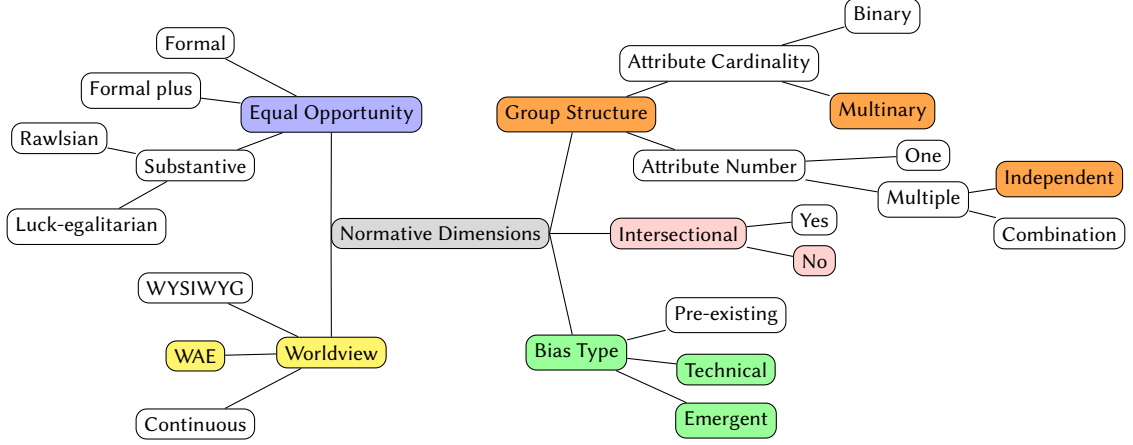 Binary
Formal
Attribute Cardinality
Formal plus
Equal Opportunity
Group Structure
Multinary
Rawlsian
Substantive
One
Attribute Number
Independent
Multiple
Luck-egalitarian
Normative Dimensions
Intersectional
Yes
Combination
No
WYSIWYG
Pre-existing
WAE
Worldview
Bias Type
Technical
Continuous
Emergent